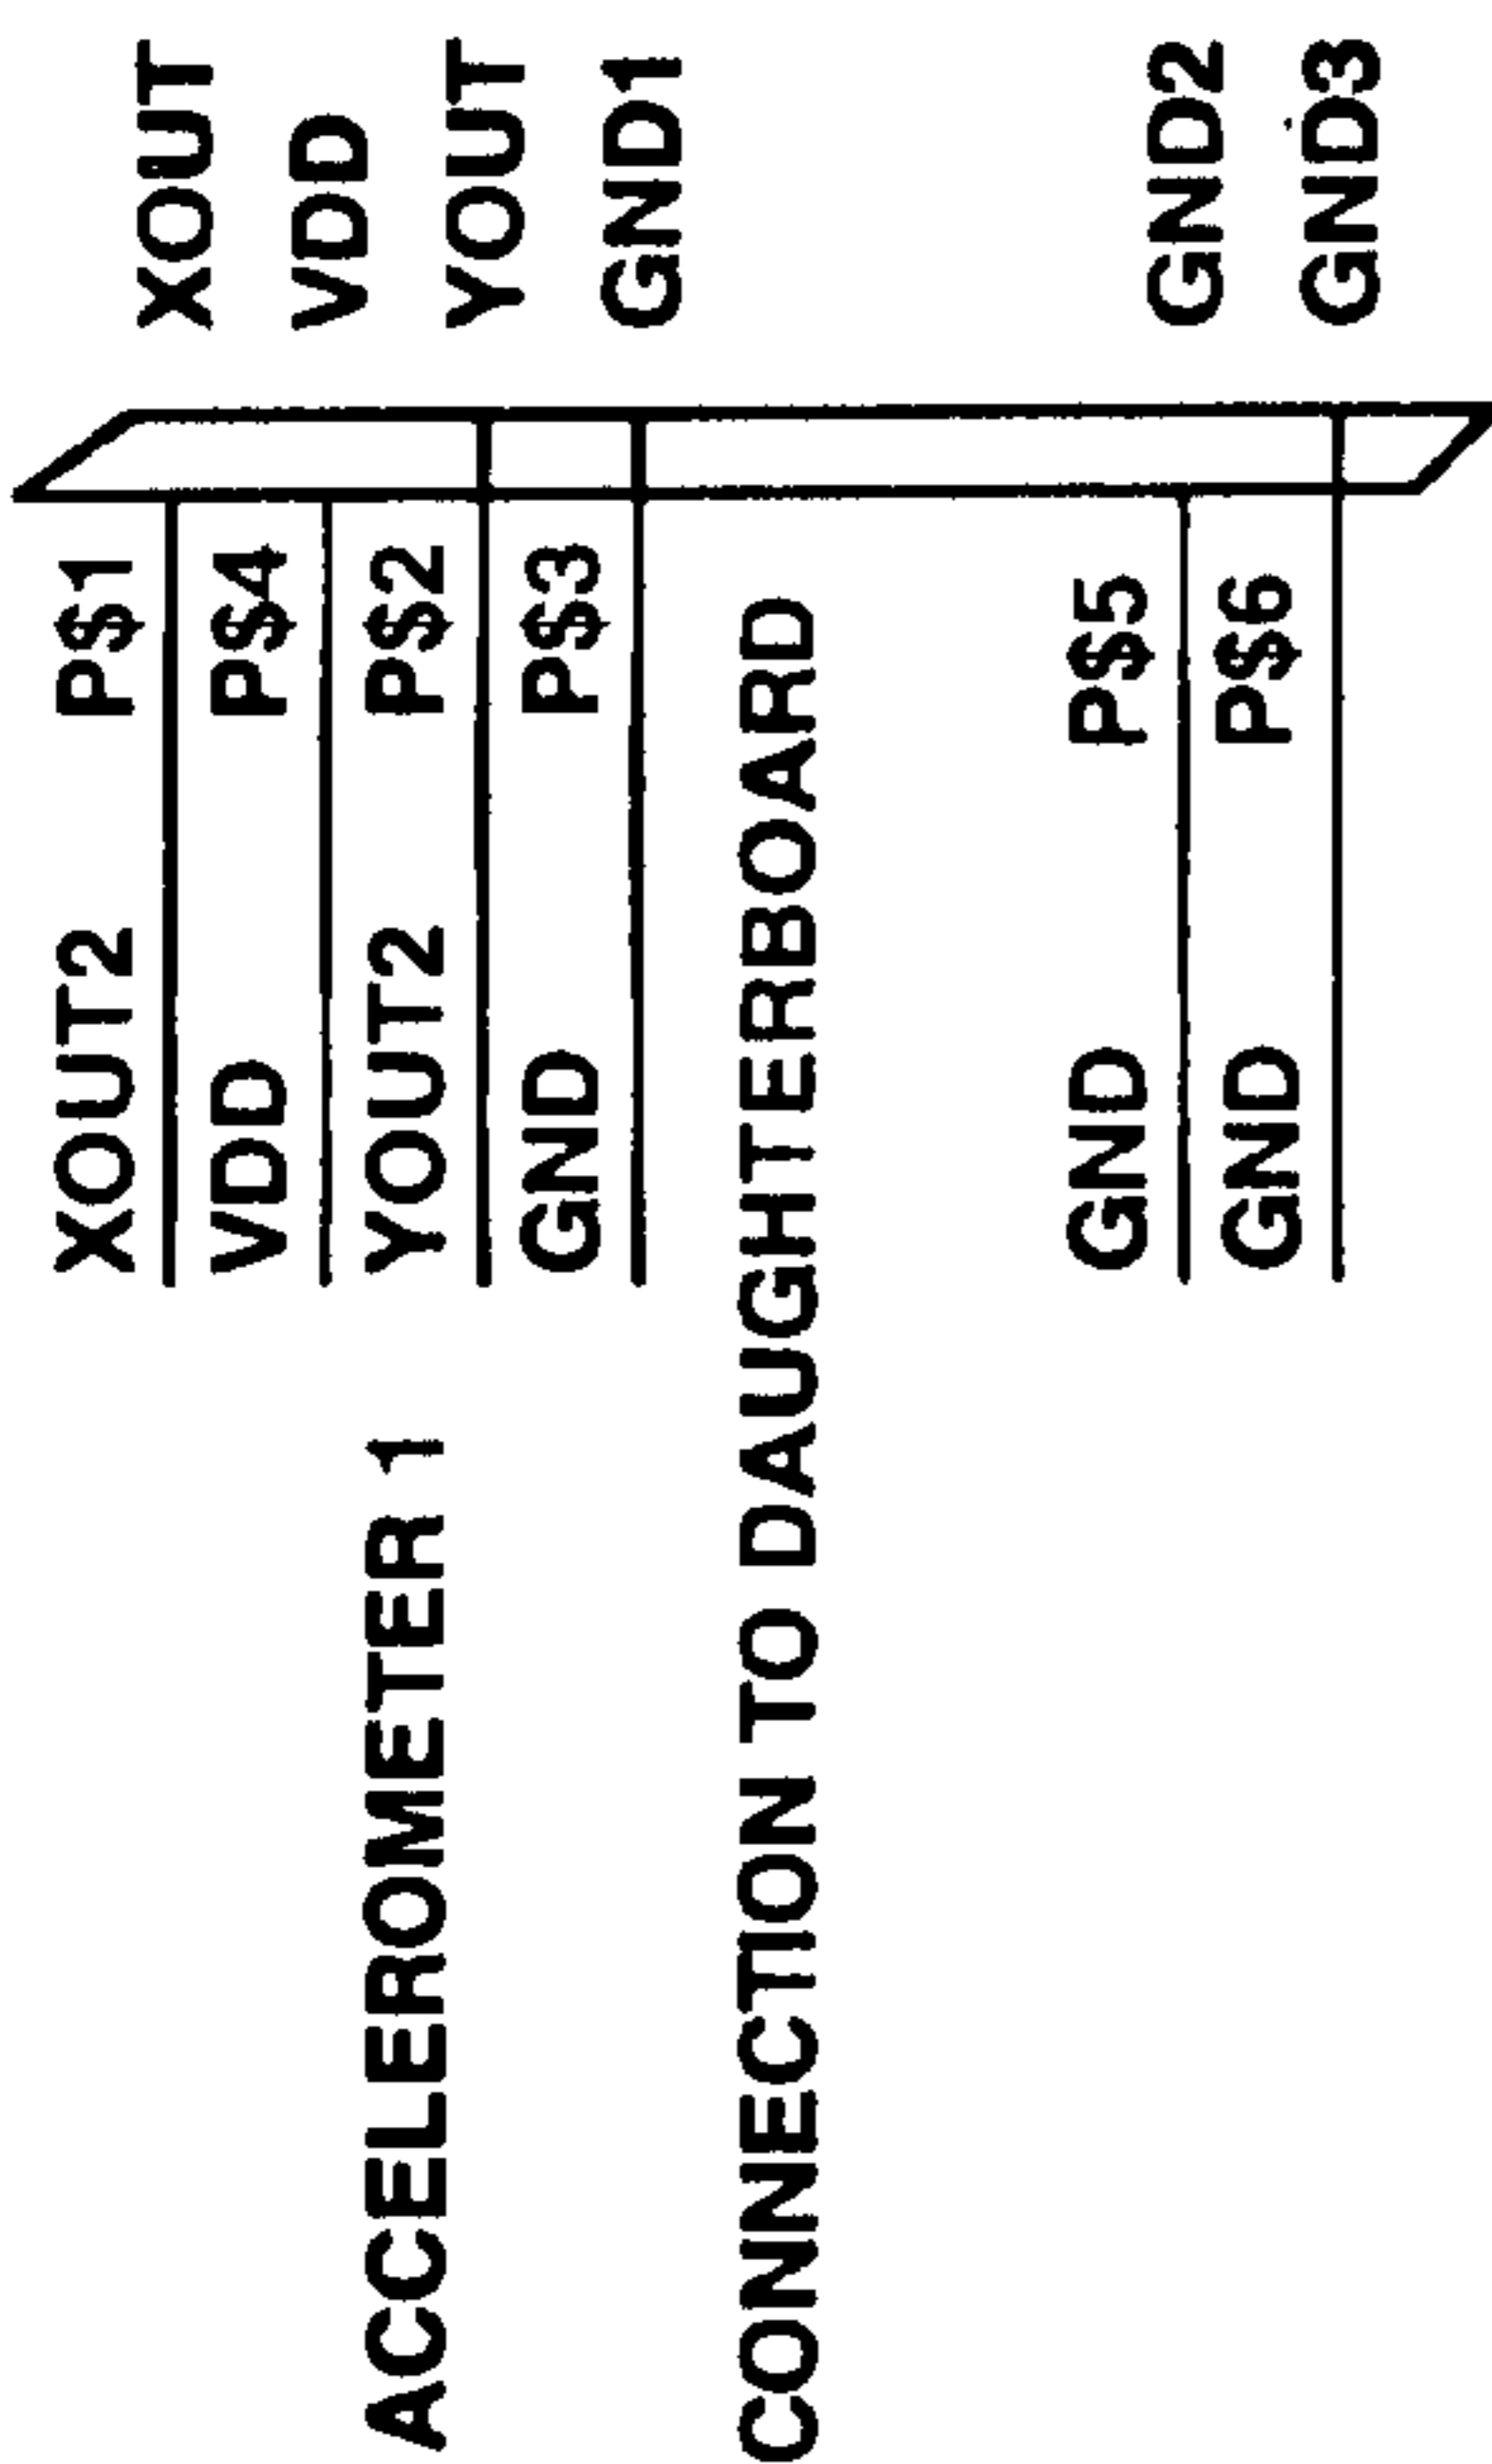 XOUT2 P$1 XOUT
VDD P$4 VDD
ACCELEROMETER 1 YOUT2 P$2 YOUT
GND P$3 GND1
CONNECTION TO DAUGHTERBOARD
GND P$5 GND2
GND P$6 GND3